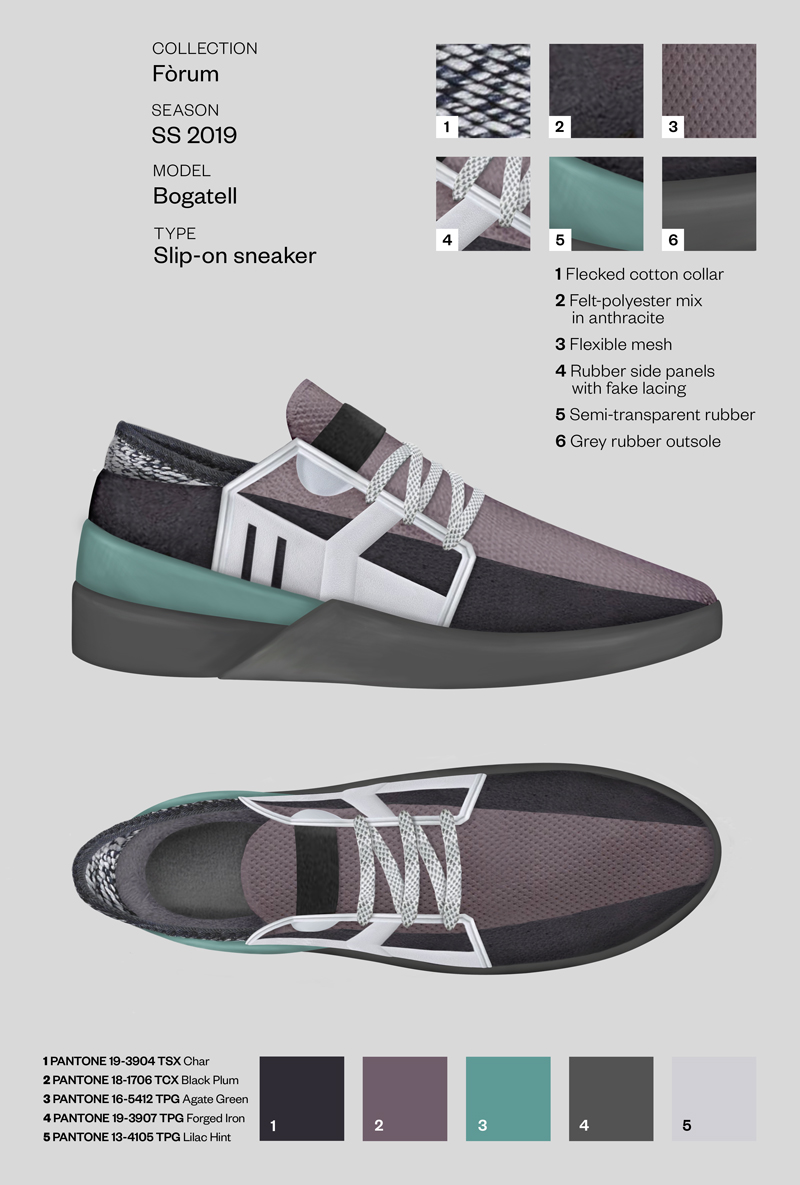 COLLECTION
Fòrum
SEASON
SS 2019
MODEL
Bogatell
TYPE
Slip-on sneaker
1
2
3
4
5
6
1 Flecked cotton collar
2 Felt-polyester mix
in anthracite
3 Flexible mesh
4 Rubber side panels
with fake lacing
5 Semi-transparent rubber
6 Grey rubber outsole
1 PANTONE 19-3904 TSX Char
2 PANTONE 18-1706 TCX Black Plum
3 PANTONE 16-5412 TPG Agate Green
4 PANTONE 19-3907 TPG Forged Iron
5 PANTONE 13-4105 TPG Lilac Hint
1
2
3
4
5